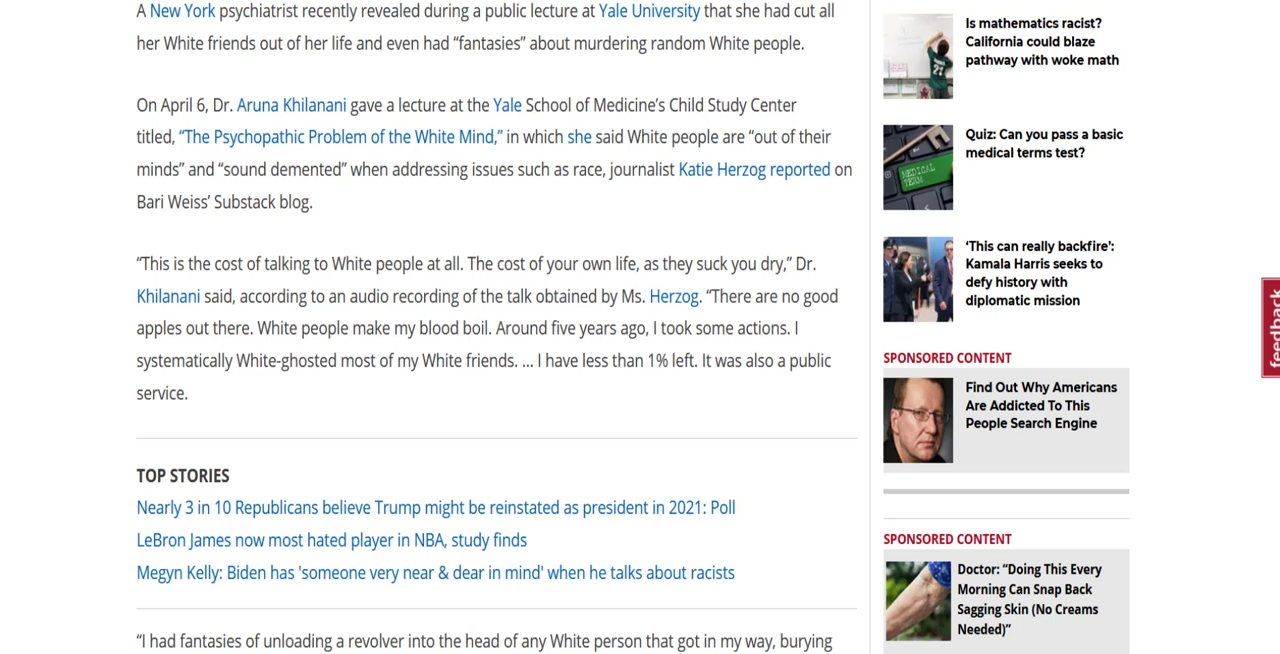 A New York psychiatrist recently revealed during a public lecture at Yale University that she had cut all
her White friends out of her life and even had “fantasies” about murdering random White people.
On April 6, Dr. Aruna Khilanani gave a lecture at the Yale School of Medicine’s Child Study Center
titled, “The Psychopathic Problem of the White Mind,” in which she said White people are “out of their
minds” and “sound demented” when addressing issues such as race, journalist Katie Herzog reported on
Bari Weiss’ Substack blog.
“This is the cost of talking to White people at all. The cost of your own life, as they suck you dry,” Dr.
Khilanani said, according to an audio recording of the talk obtained by Ms. Herzog. “There are no good
apples out there. White people make my blood boil. Around five years ago, I took some actions. I
systematically White-ghosted most of my White friends. ... I have less than 1% left. It was also a public
service.
TOP STORIES
Nearly 3 in 10 Republicans believe Trump might be reinstated as president in 2021: Poll
LeBron James now most hated player in NBA, study finds
Megyn Kelly: Biden has 'someone very near & dear in mind' when he talks about racists
“I had fantasies of unloading a revolver into the head of any White person that got in my way, burying
Is mathematics racist?
California could blaze
pathway with woke math
Quiz: Can you pass a basic
medical terms test?
MEDICAL
TERM
‘This can really backfire’:
Kamala Harris seeks to
defy history with
diplomatic mission
SPONSORED CONTENT
Find Out Why Americans
Are Addicted To This
People Search Engine
SPONSORED CONTENT
Doctor: “Doing This Every
Morning Can Snap Back
Sagging Skin (No Creams
Needed)”
feedback